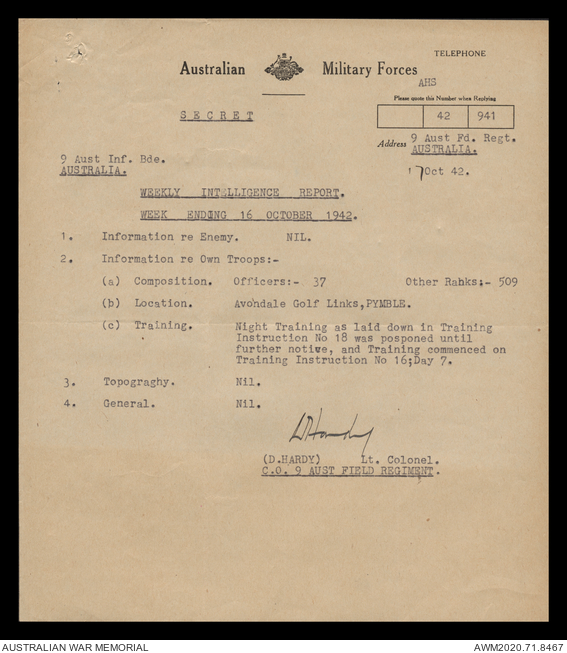 TELEPHONE
Australian Military Forces
AHS
Please quote this Number when Replying
SECRET
42 941
Address 9 Aust Fd. Regt.
AUSTRALIA.
9 Aust Inf. Bde.
AUSTRALIA.
17 Oct 42.
WEEKLY INTELLIGENCE REPORT.
WEEK ENDING 16 OCTOBER 1942.
1. Information re Enemy. NIL.
2. Information re Own Troops:-
(a) Composition. Officers:- 37 Other Rahks:- 509
(b) Location. Avondale Golf Links,PYMBLE.
(c) Training. Night Training as laid down in Training
Instruction No 18 was posponed until
further notive, and Training commenced on
Training Instruction No 16;Day 7.
3. Topograghy. Nil.
4. General. Nil.
D Hardy
(D.HARDY) Lt. Colonel.
C.O. 9 AUST FIELD REGIMENT.
AUSTRALIAN WAR MEMORIAL
AWM2020.71.8467